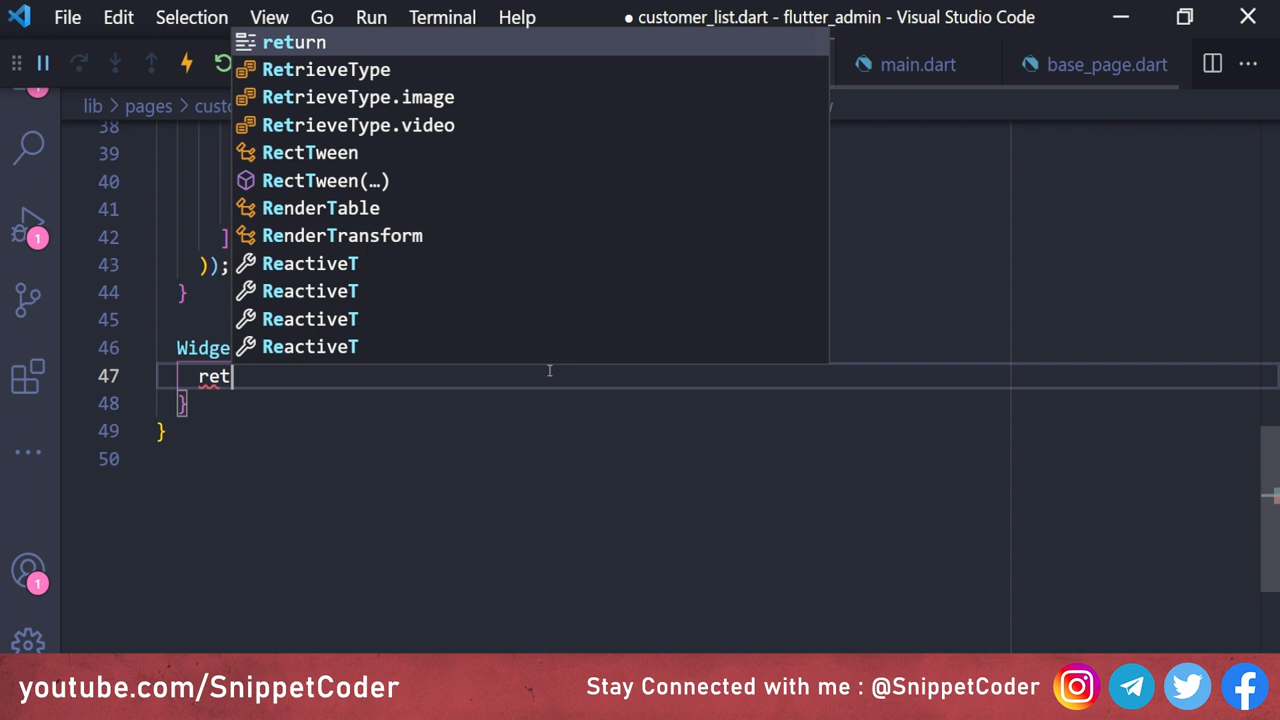 File Edit Selection View Go Run Terminal Help ● customer_list.dart - flutter_admin - Visual Studio Code
main.dart base_page.dart
lib > pages > custo
return
RetrieveType
RetrieveType.image
RetrieveType.video
RectTween
RectTween(…)
RenderTable
RenderTransform
ReactiveT
ReactiveT
ReactiveT
ReactiveT
38
39
40
41
42 ]
43 ));
44 }
45
46 Widge
47 ret
48 }
49 }
50
1
1
youtube.com/SnippetCoder
Stay Connected with me : @SnippetCoder